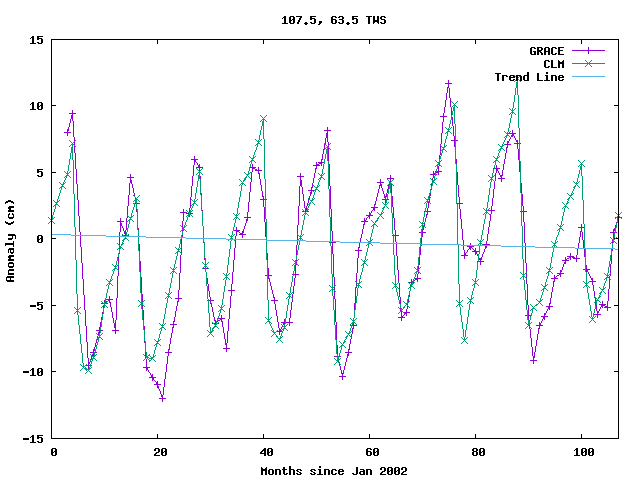 107.5, 63.5 TWS
GRACE
CLM
Trend Line
15
10
5
0
-5
-10
-15
Anomaly (cm)
0 20 40 60 80 100
Months since Jan 2002